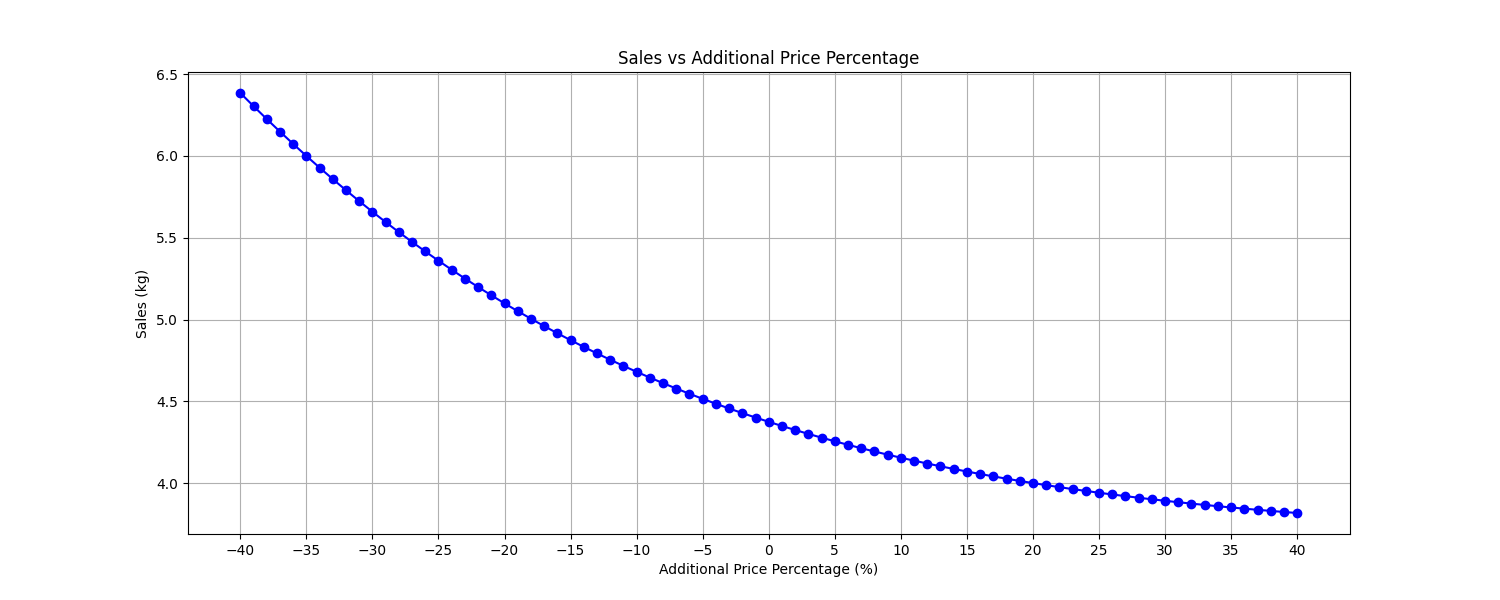 Sales vs Additional Price Percentage
6.5
6.0
5.5
5.0
4.5
4.0
Sales (kg)
−40 −35 −30 −25 −20 −15 −10 −5 0 5 10 15 20 25 30 35 40
Additional Price Percentage (%)